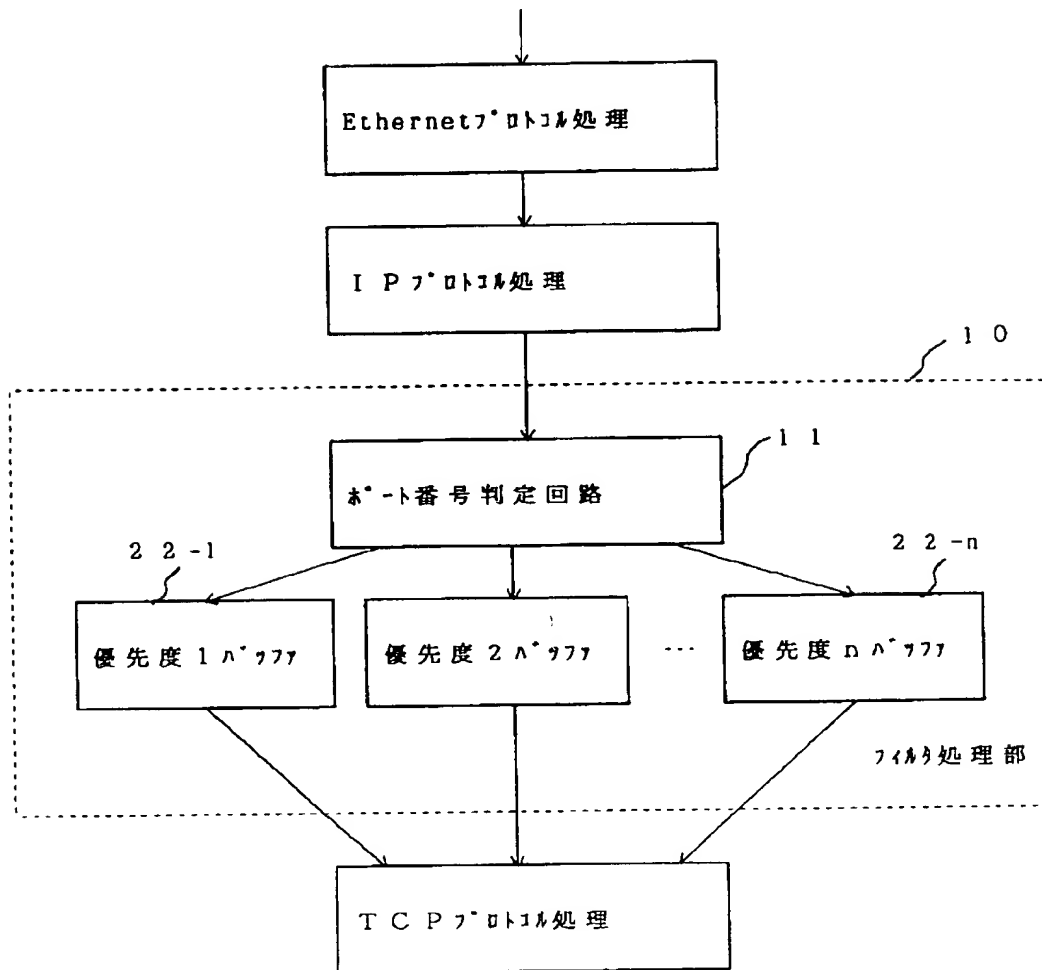 Ethernetﾌﾟﾛﾄｺﾙ処理
IPﾌﾟﾛﾄｺﾙ処理
10
ﾎﾟｰﾄ番号判定回路
11
22-1
22-n
優先度1ﾊﾞｯﾌｧ
優先度2ﾊﾞｯﾌｧ
…
優先度nﾊﾞｯﾌｧ
ﾌｨﾙﾀ処理部
TCPﾌﾟﾛﾄｺﾙ処理